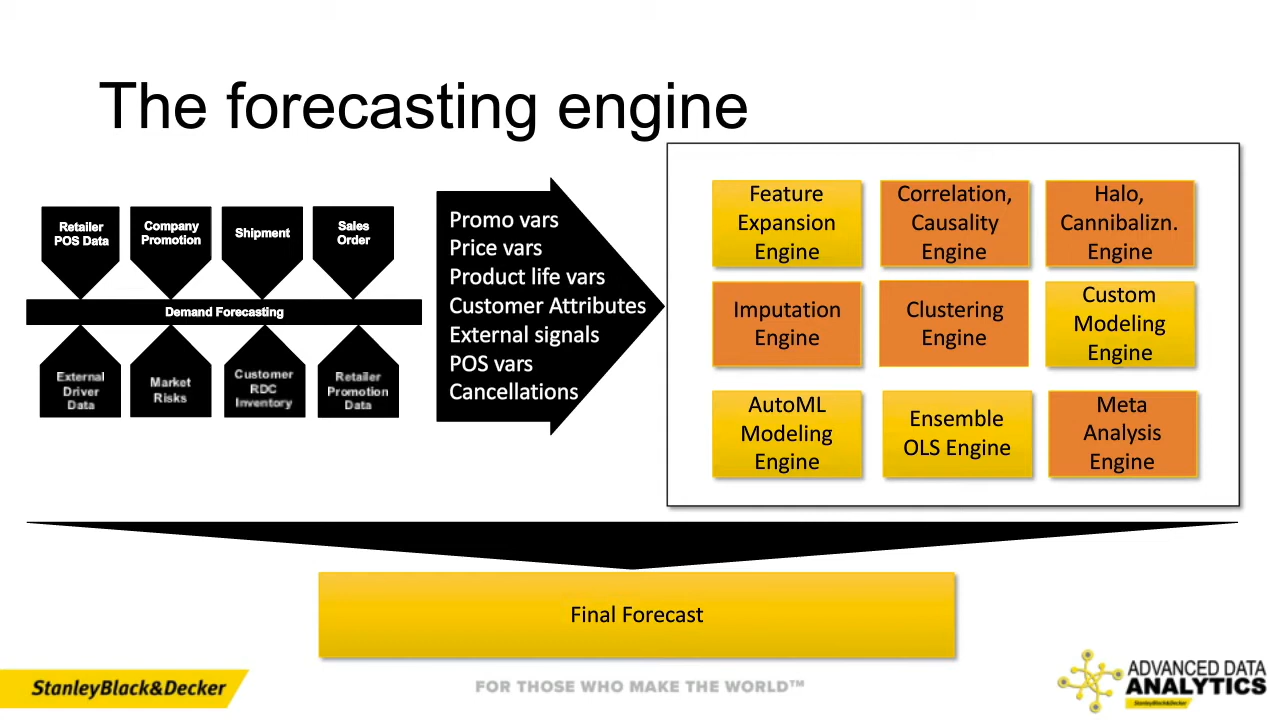 The forecasting engine
Retailer
POS Data
Company
Promotion
Shipment
Sales
Order
Demand Forecasting
External
Driver
Data
Market
Risks
Customer
RDC
Inventory
Retailer
Promotion
Data
Promo vars
Price vars
Product life vars
Customer Attributes
External signals
POS vars
Cancellations
Feature
Expansion
Engine
Correlation,
Causality
Engine
Halo,
Cannibalizn.
Engine
Imputation
Engine
Clustering
Engine
Custom
Modeling
Engine
AutoML
Modeling
Engine
Ensemble
OLS Engine
Meta
Analysis
Engine
Final Forecast
StanleyBlack&Decker
FOR THOSE WHO MAKE THE WORLD™
ADVANCED DATA
ANALYTICS
StanleyBlack&Decker